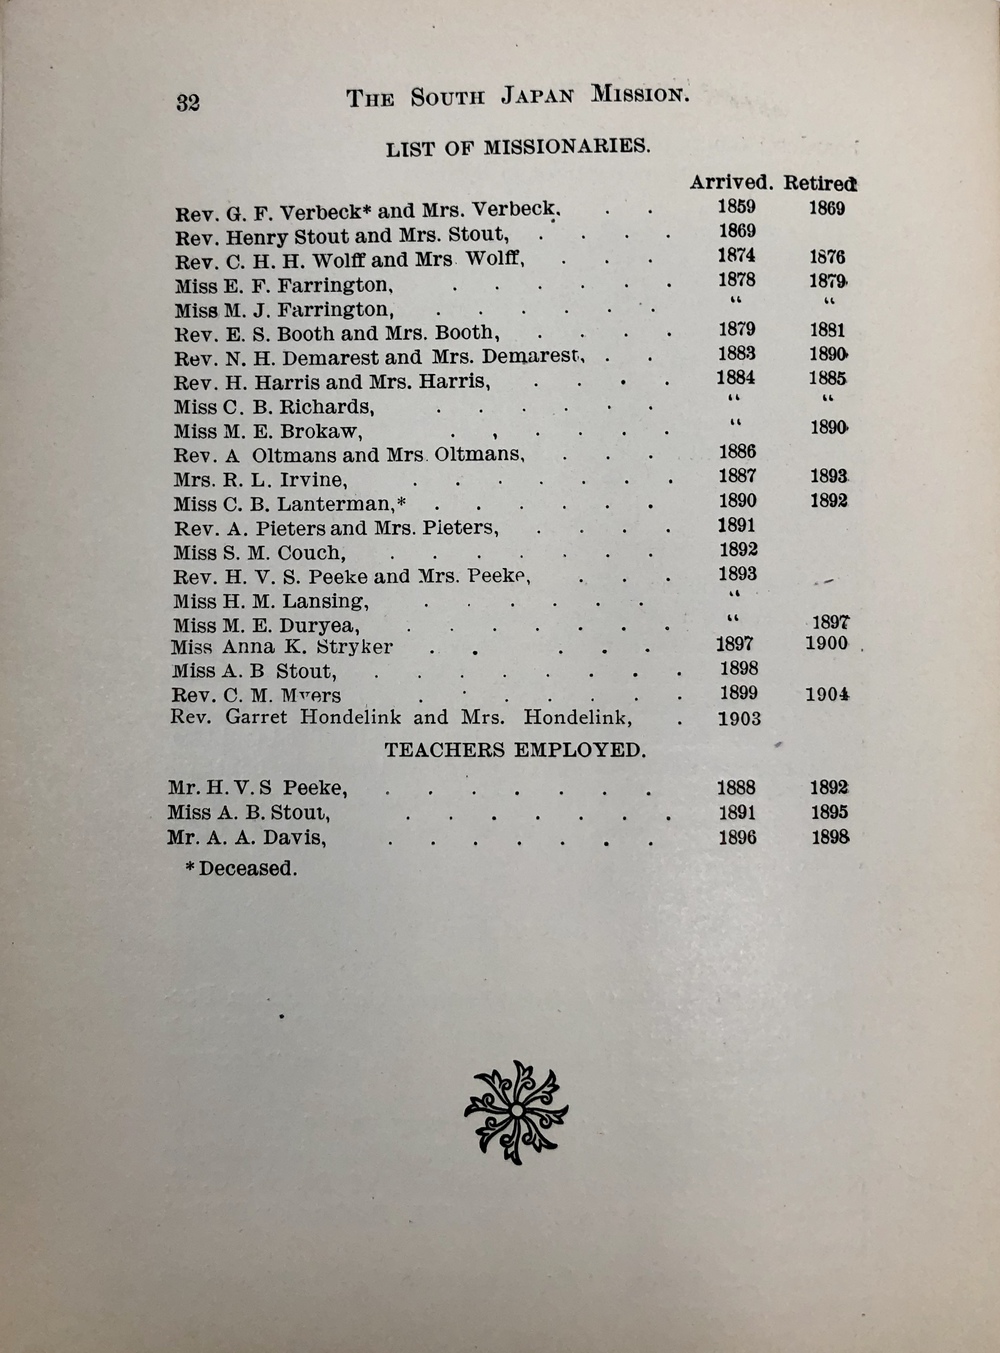 32 THE SOUTH JAPAN MISSION.
LIST OF MISSIONARIES.
Arrived. Retired
Rev. G. F. Verbeck* and Mrs. Verbeck, . . 1859 1869
Rev. Henry Stout and Mrs. Stout, . . . . 1869
Rev. C. H. H. Wolff and Mrs Wolff, . . . 1874 1876
Miss E. F. Farrington, . . . . . . 1878 1879
Miss M. J. Farrington, . . . . . . “ “
Rev. E. S. Booth and Mrs. Booth, . . . . 1879 1881
Rev. N. H. Demarest and Mrs. Demarest, . . 1883 1890
Rev. H. Harris and Mrs. Harris, . . . . 1884 1885
Miss C. B. Richards, . . . . . . “ “
Miss M. E. Brokaw, . , . . . . “ 1890
Rev. A Oltmans and Mrs. Oltmans, . . . 1886
Mrs. R. L. Irvine, . . . . . . . 1887 1893
Miss C. B. Lanterman,* . . . . . . 1890 1892
Rev. A. Pieters and Mrs. Pieters, . . . . 1891
Miss S. M. Couch, . . . . . . . 1892
Rev. H. V. S. Peeke and Mrs. Peeke, . . . 1893
Miss H. M. Lansing, . . . . . . “
Miss M. E. Duryea, . . . . . . . “ 1897
Miss Anna K. Stryker . . . . . 1897 1900 .
Miss A. B Stout, . . . . . . . . 1898
Rev. C. M. Myers . . . . . . . 1899 1904
Rev. Garret Hondelink and Mrs. Hondelink, . 1903
TEACHERS EMPLOYED.
Mr. H. V. S Peeke, . . . . . . . 1888 1892
Miss A. B. Stout, . . . . . . . 1891 1895
Mr. A. A. Davis, . . . . . . . 1896 1898
* Deceased.